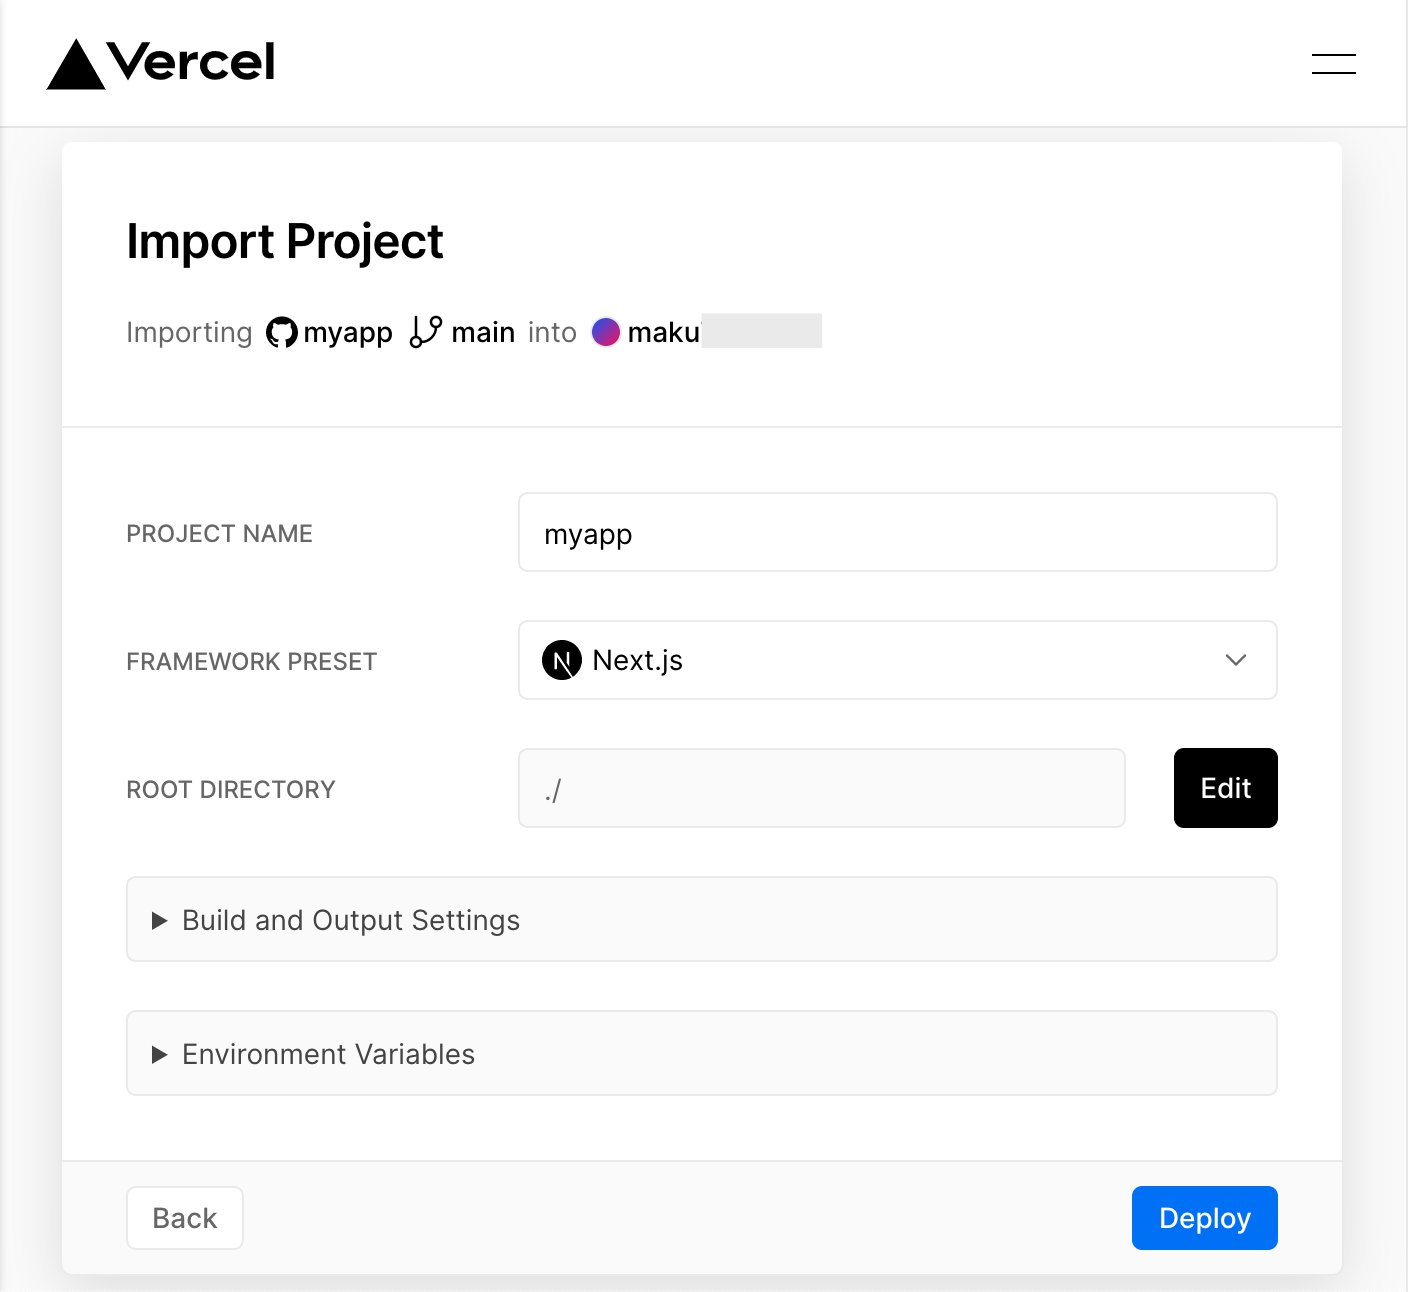 Vercel
Import Project
Importing myapp main into maku
PROJECT NAME
myapp
FRAMEWORK PRESET
Next.js
ROOT DIRECTORY
./
Edit
Build and Output Settings
Environment Variables
Back
Deploy